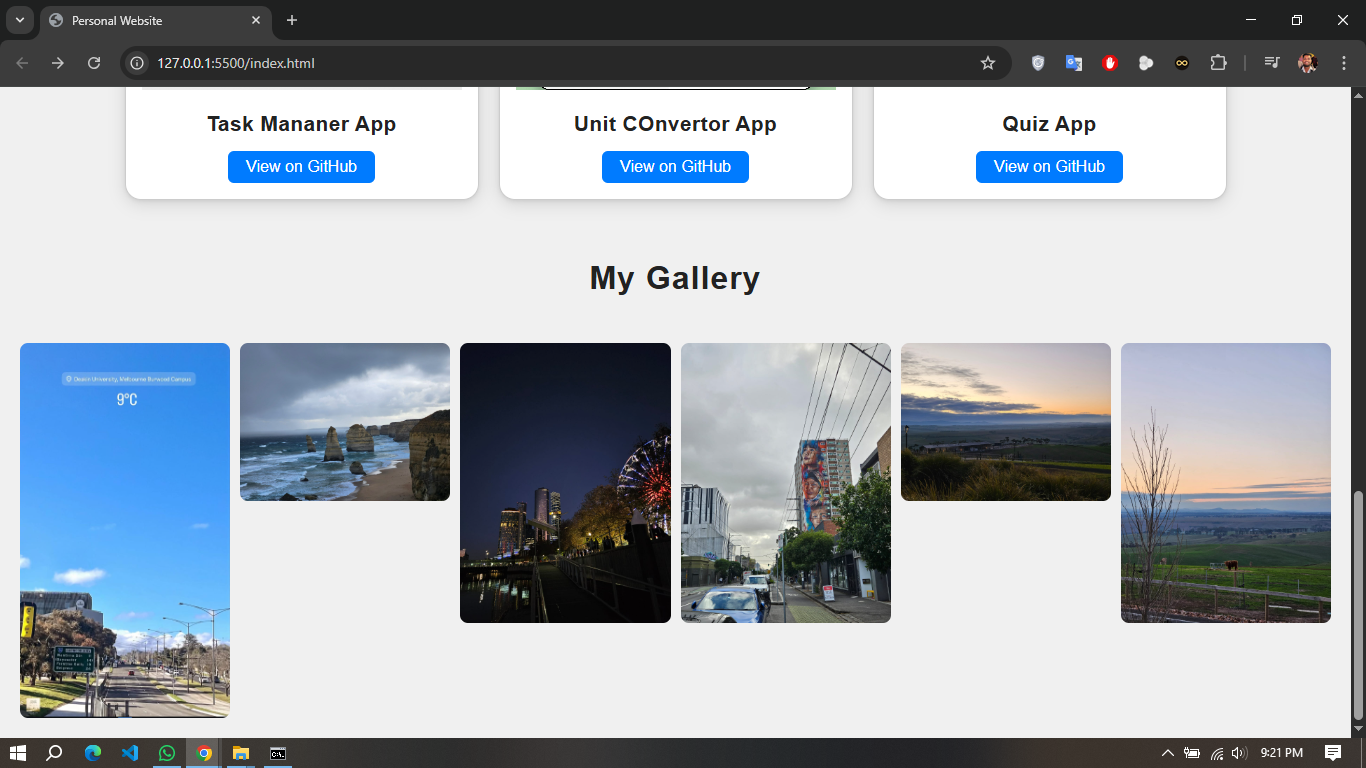 Personal Website
127.0.0.1:5500/index.html
Task Mananer App
Unit COnvertor App
Quiz App
View on GitHub
View on GitHub
View on GitHub
My Gallery
Deakin University, Melbourne Burwood Campus
9°C
9:21 PM